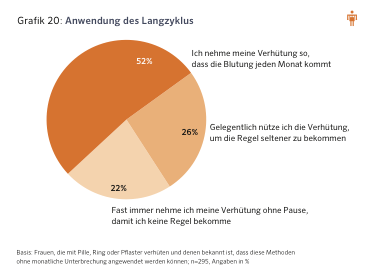 Grafik 20: Anwendung des Langzyklus
52%
Ich nehme meine Verhütung so,
dass die Blutung jeden Monat kommt
26%
Gelegentlich nütze ich die Verhütung,
um die Regel seltener zu bekommen
22%
Fast immer nehme ich meine Verhütung ohne Pause,
damit ich keine Regel bekomme
Basis: Frauen, die mit Pille, Ring oder Pflaster verhüten und denen bekannt ist, dass diese Methoden
ohne monatliche Unterbrechung angewendet werden können; n=295, Angaben in %